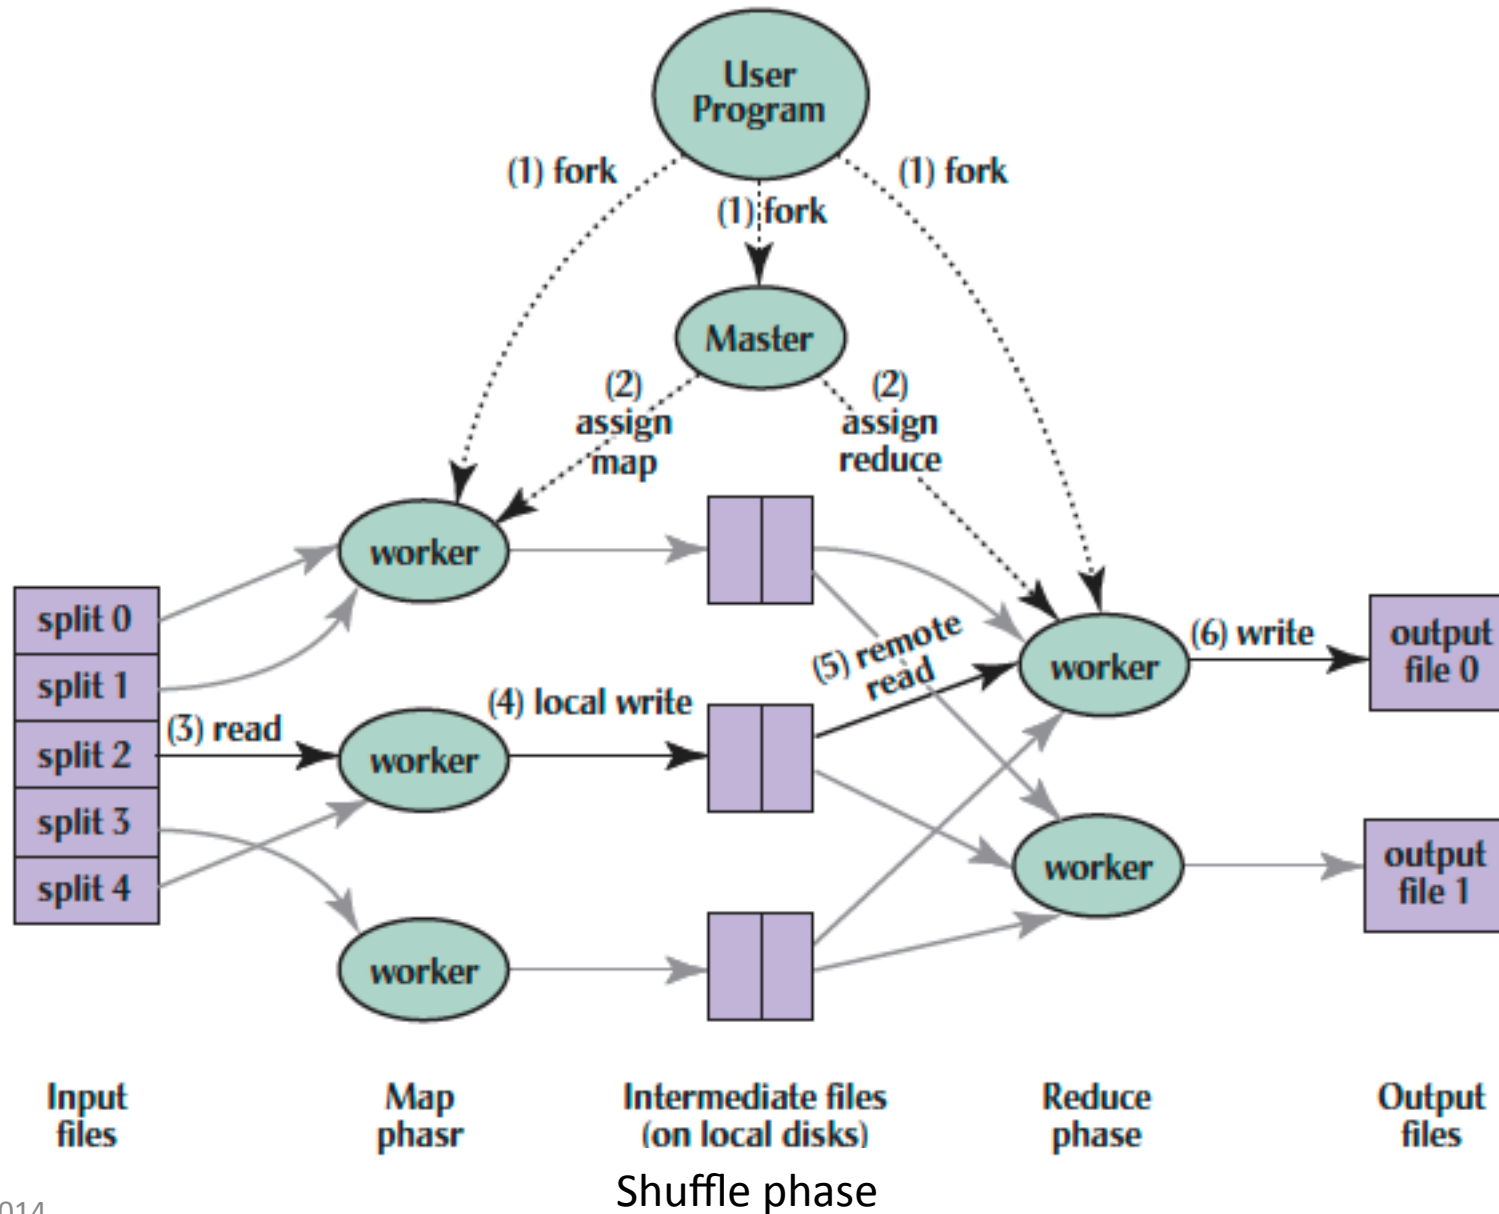 User
Program
(1) fork
(1) fork
(1) fork
Master
(2)
assign
map
(2)
assign
reduce
worker
split 0
split 1
split 2
split 3
split 4
(3) read
worker
(4) local write
worker
(5) remote
read
worker
(6) write
output
file 0
worker
output
file 1
Input
files
Map
phasr
Intermediate files
(on local disks)
Reduce
phase
Output
files
Shuffle phase
014